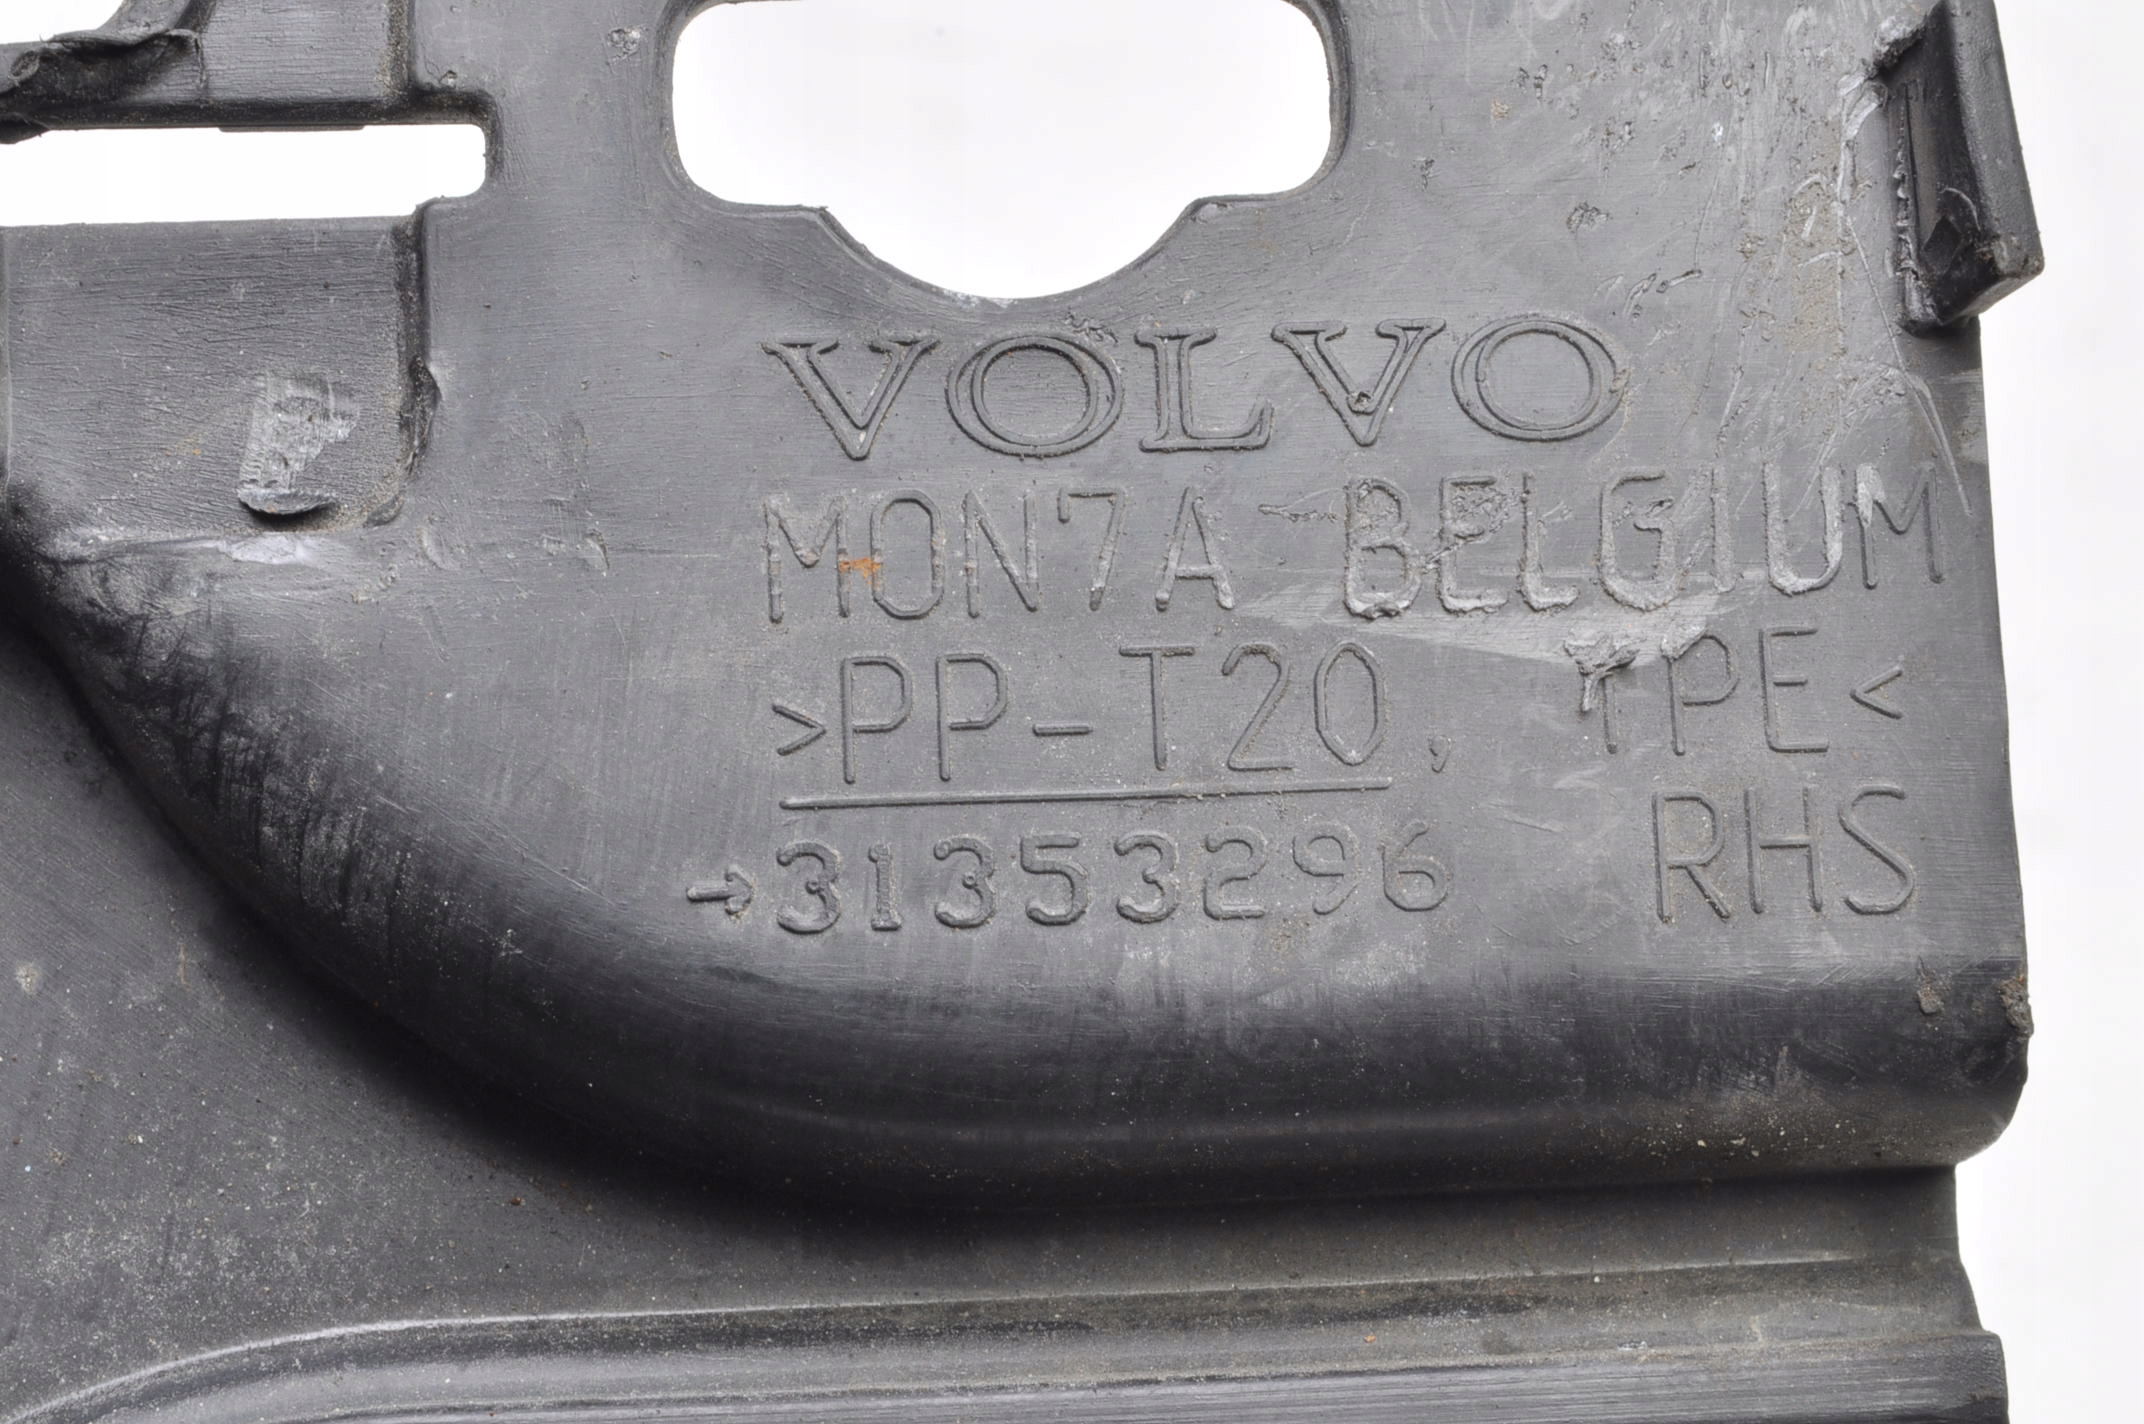 VOLVO
MON7A BELGIUM
>PP-T20, TPE<
→31353296 RHS